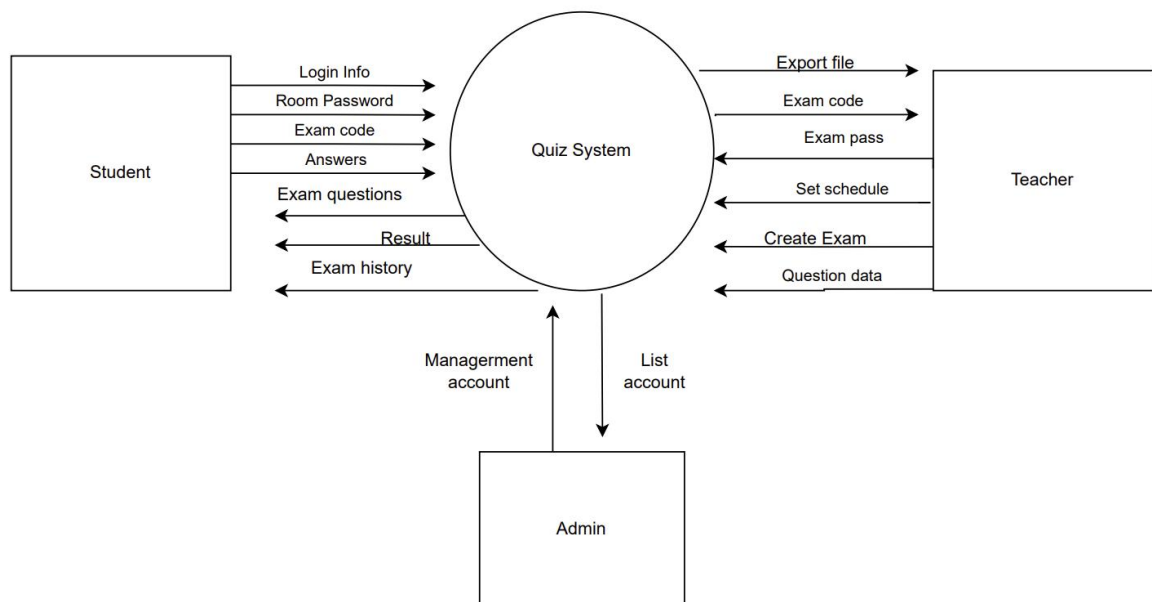 Login Info
Room Password
Exam code
Answers
Exam questions
Result
Exam history
Student
Quiz System
Export file
Exam code
Exam pass
Set schedule
Create Exam
Question data
Teacher
Managerment
account
List
account
Admin